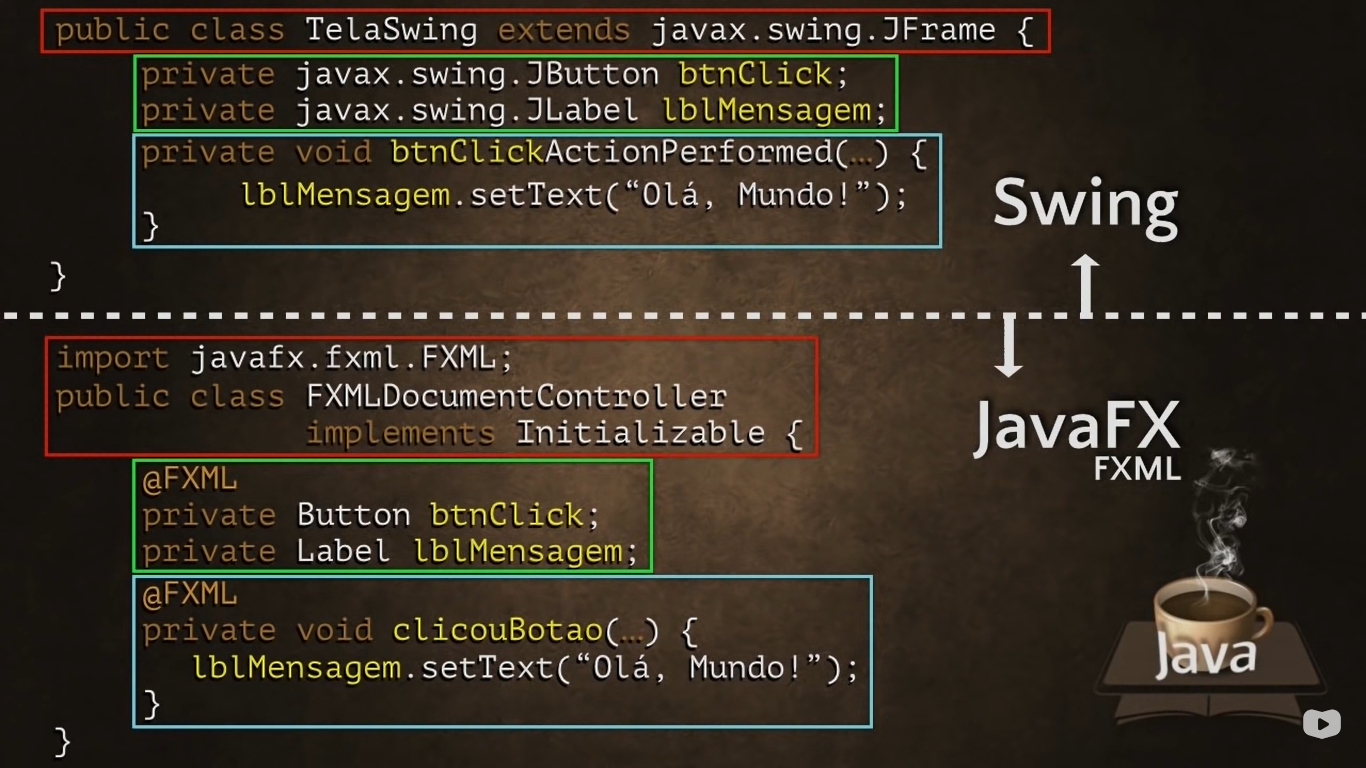 public class TelaSwing extends javax.swing.JFrame {
private javax.swing.JButton btnClick;
private javax.swing.JLabel lblMensagem;
private void btnClickActionPerformed(…) {
lblMensagem.setText(“Olá, Mundo!”);
}
}
Swing
import javafx.fxml.FXML;
public class FXMLDocumentController
implements Initializable {
@FXML
private Button btnClick;
private Label lblMensagem;
@FXML
private void clicouBotao(…) {
lblMensagem.setText(“Olá, Mundo!”);
}
}
JavaFX
FXML
Java